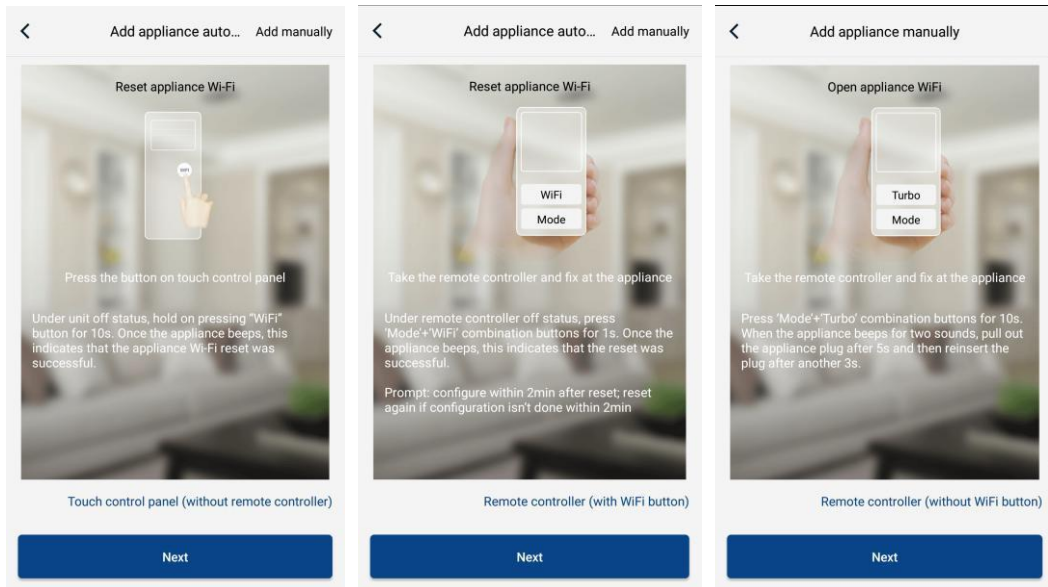 Add appliance auto... Add manually
Reset appliance Wi-Fi
WiFi
Press the button on touch control panel
Under unit off status, hold on pressing “WiFi”
button for 10s. Once the appliance beeps, this
indicates that the appliance Wi-Fi reset was
successful.
Touch control panel (without remote controller)
Next
Add appliance auto... Add manually
Reset appliance Wi-Fi
WiFi
Mode
Take the remote controller and fix at the appliance
Under remote controller off status, press
'Mode'+'WiFi' combination buttons for 1s. Once the
appliance beeps, this indicates that the reset was
successful.
Prompt: configure within 2min after reset; reset
again if configuration isn't done within 2min
Remote controller (with WiFi button)
Next
Add appliance manually
Open appliance WiFi
Turbo
Mode
Take the remote controller and fix at the appliance
Press 'Mode'+'Turbo' combination buttons for 10s.
When the appliance beeps for two sounds, pull out
the appliance plug after 5s and then reinsert the
plug after another 3s.
Remote controller (without WiFi button)
Next